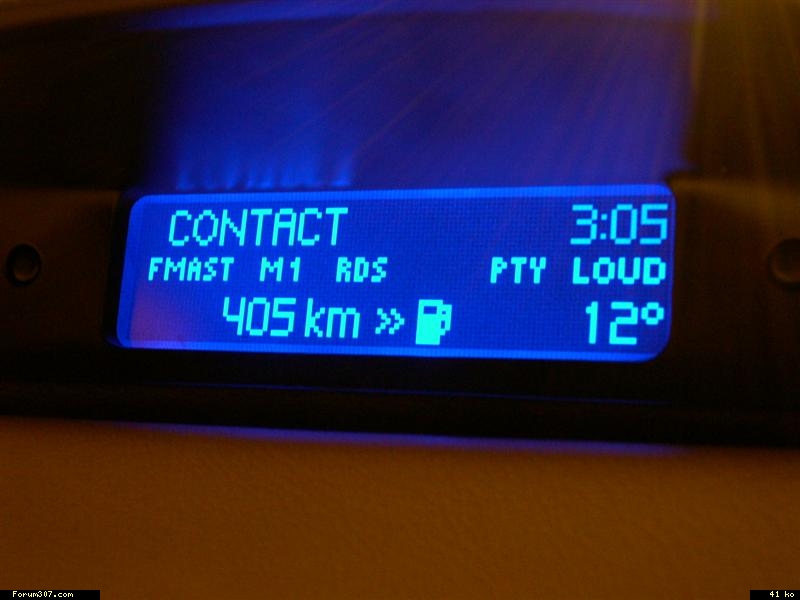 CONTACT 3:05
FMAST M1 RDS PTY LOUD
405 km » 12°
Forum307.com 41 ko